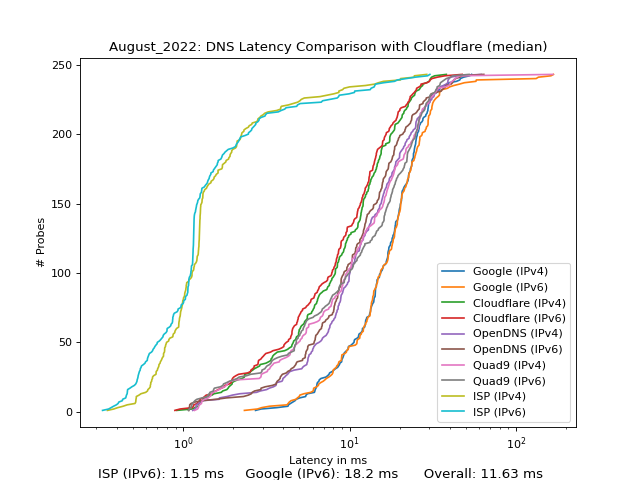 August_2022: DNS Latency Comparison with Cloudflare (median)
250
200
150
100
50
0
# Probes
Google (IPv4)
Google (IPv6)
Cloudflare (IPv4)
Cloudflare (IPv6)
OpenDNS (IPv4)
OpenDNS (IPv6)
Quad9 (IPv4)
Quad9 (IPv6)
ISP (IPv4)
ISP (IPv6)
10⁰ 10¹ 10²
Latency in ms
ISP (IPv6): 1.15 ms Google (IPv6): 18.2 ms Overall: 11.63 ms